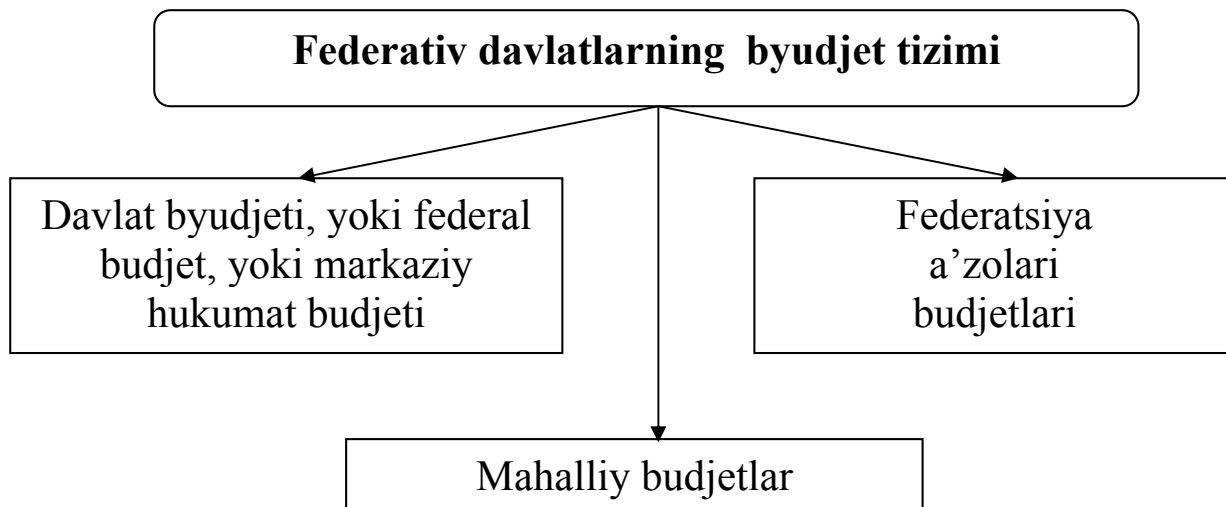 Federativ davlatlarning byudjet tizimi
Davlat byudjeti, yoki federal
budjet, yoki markaziy
hukumat budjeti
Federatsiya
a’zolari
budjetlari
Mahalliy budjetlar